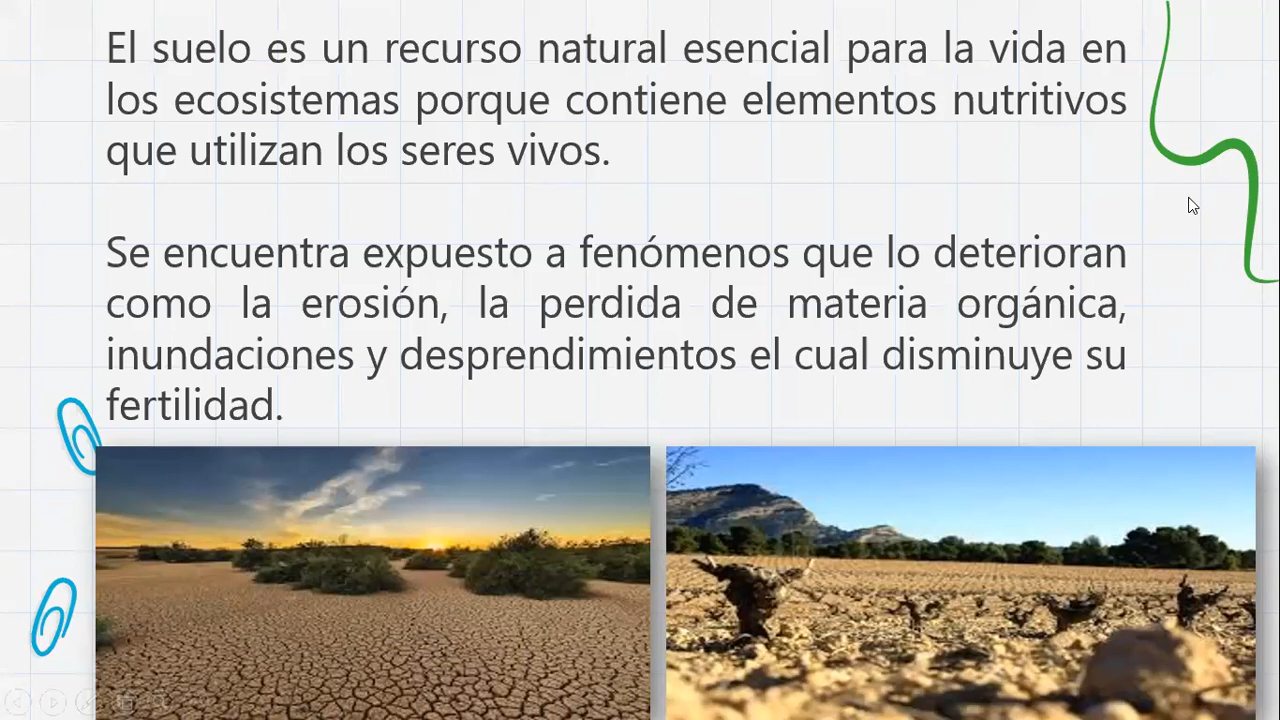 El suelo es un recurso natural esencial para la vida en
los ecosistemas porque contiene elementos nutritivos
que utilizan los seres vivos.
Se encuentra expuesto a fenómenos que lo deterioran
como la erosión, la perdida de materia orgánica,
inundaciones y desprendimientos el cual disminuye su
fertilidad.